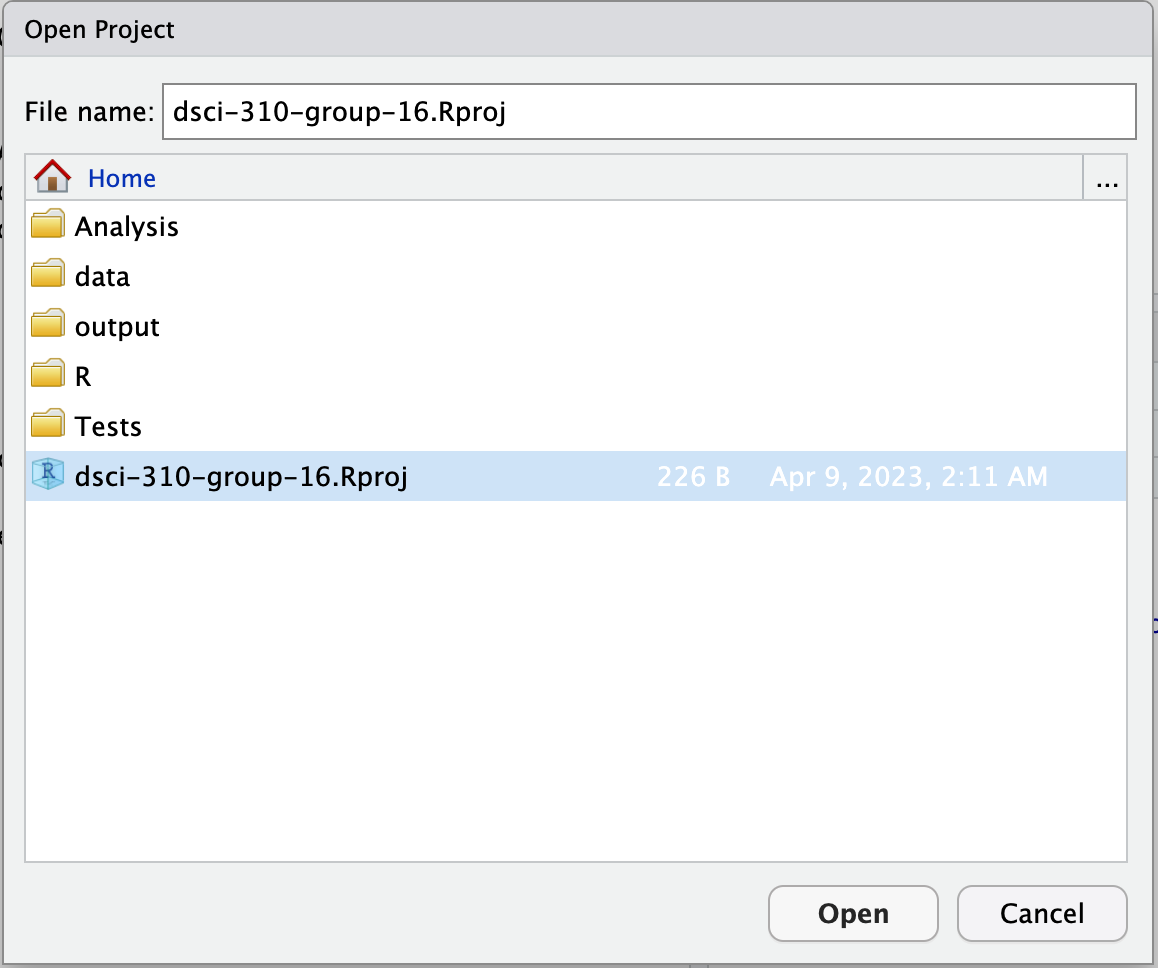 Open Project
File name: dsci-310-group-16.Rproj
Home ...
Analysis
data
output
R
Tests
dsci-310-group-16.Rproj 226 B Apr 9, 2023, 2:11 AM
Open Cancel